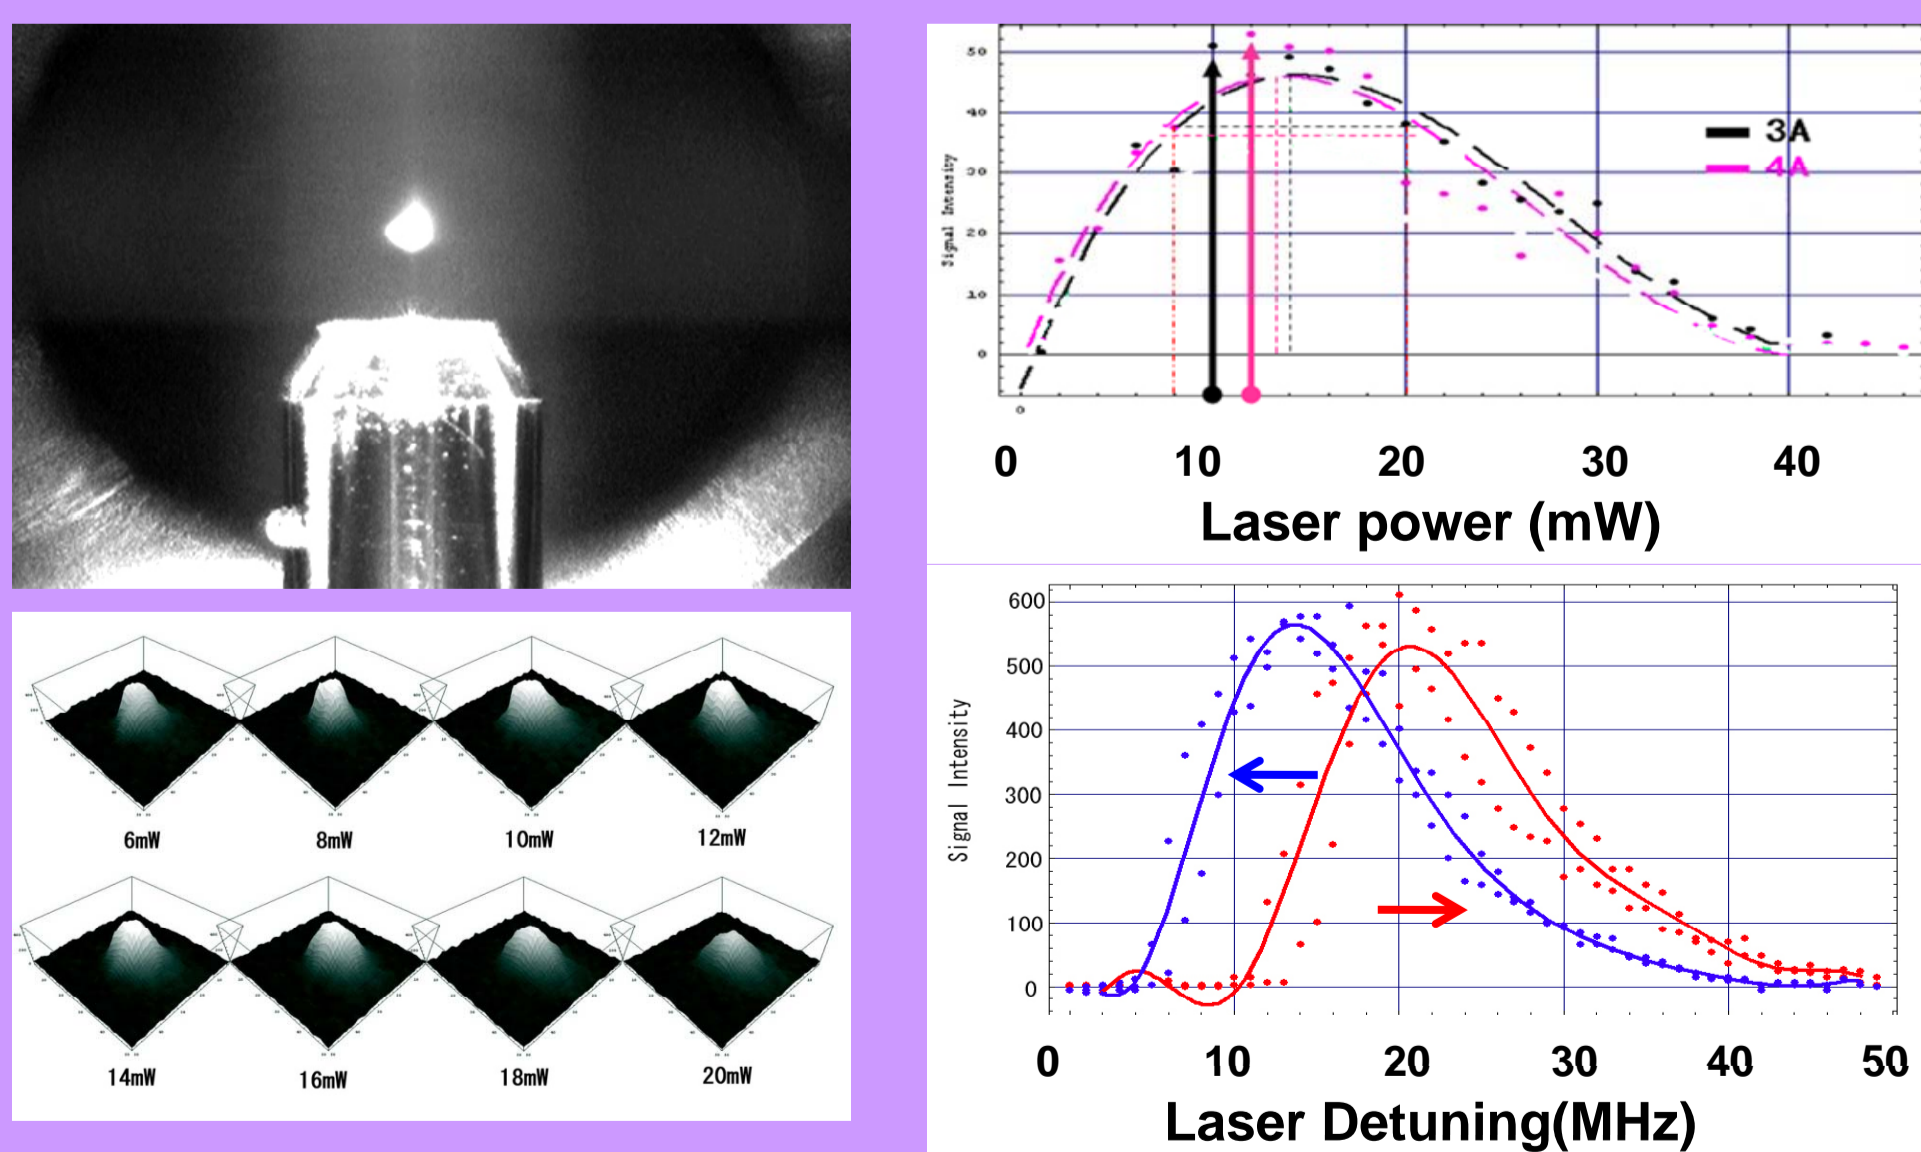 6mW 8mW 10mW 12mW
14mW 16mW 18mW 20mW
50
40
30
20
10
0
Signal Intensity
3A
4A
0
0 10 20 30 40
Laser power (mW)
600
500
400
300
200
100
0
Signal Intensity
0 10 20 30 40 50
Laser Detuning(MHz)